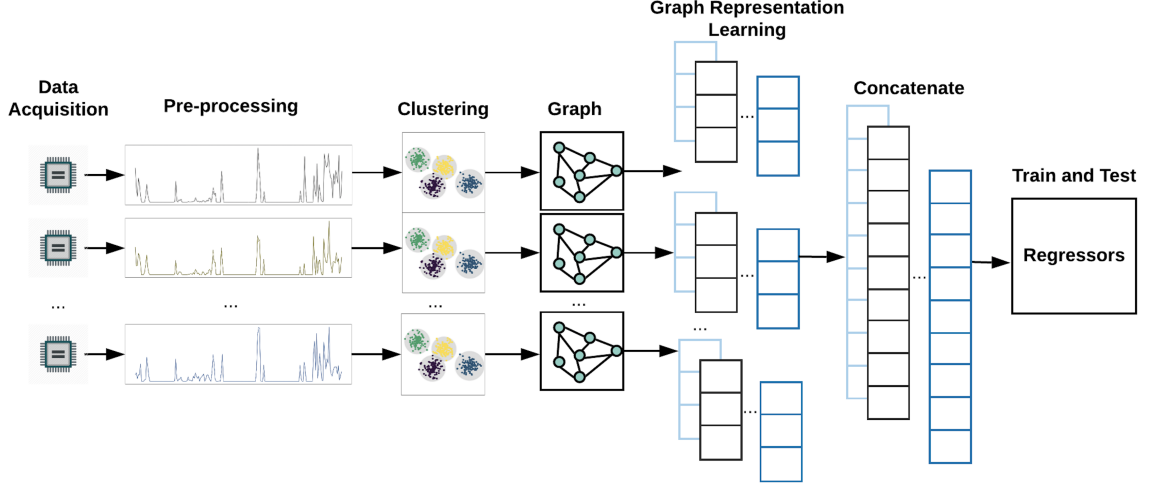 Graph Representation
Learning
Data
Acquisition
Pre-processing
Clustering
Graph
Concatenate
...
Train and Test
Regressors
...
...
...
...
...
...
...
...